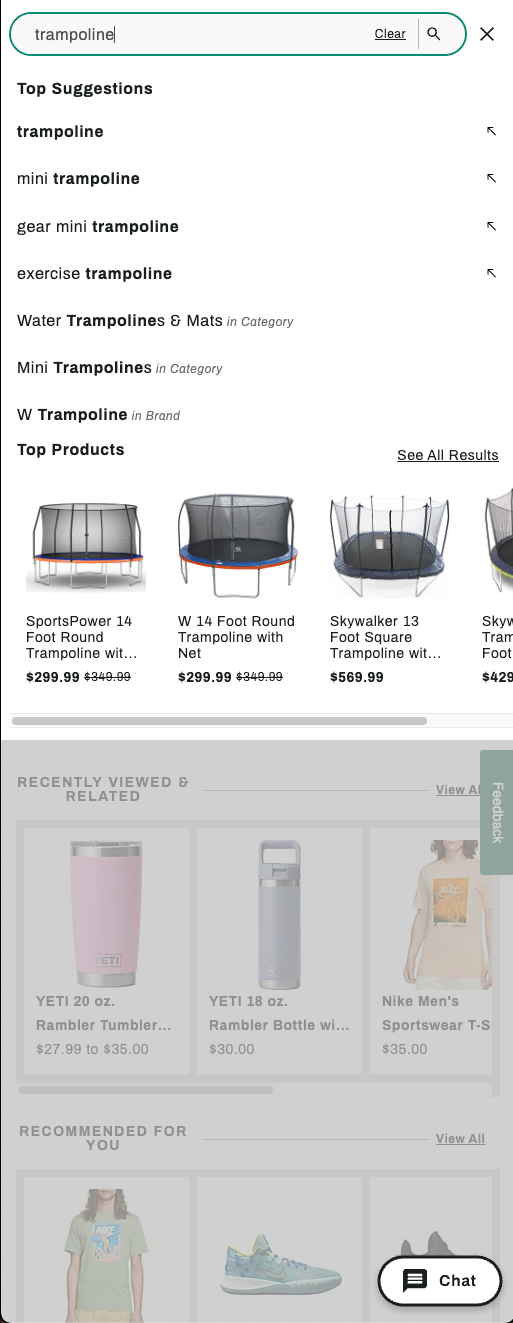 trampoline
Clear
Top Suggestions
trampoline
mini trampoline
gear mini trampoline
exercise trampoline
Water Trampolines & Mats in Category
Mini Trampolines in Category
W Trampoline in Brand
Top Products
See All Results
SportsPower 14
Foot Round
Trampoline wit...
$299.99 $349.99
W 14 Foot Round
Trampoline with
Net
$299.99 $349.99
Skywalker 13
Foot Square
Trampoline wit...
$569.99
Skyw
Tram
Foot
$429
RECENTLY VIEWED &
RELATED
View Al
Feedback
YETI
YETI 20 oz.
Rambler Tumbler...
$27.99 to $35.00
YETI
YETI 18 oz.
Rambler Bottle wi...
$30.00
nike
Nike Men's
Sportswear T-S
$35.00
RECOMMENDED FOR
YOU
View All
NIKE
Chat